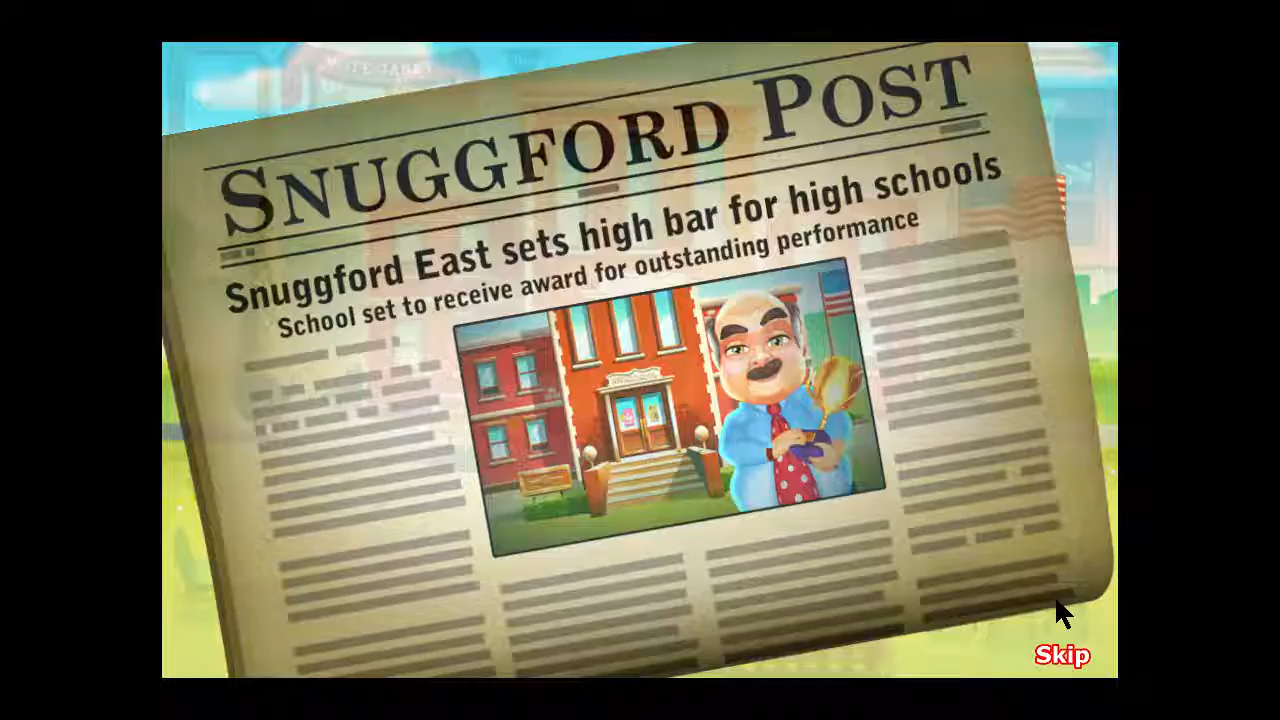 SNUGGFORD POST
Snuggford East sets high bar for high schools
School set to receive award for outstanding performance
Skip